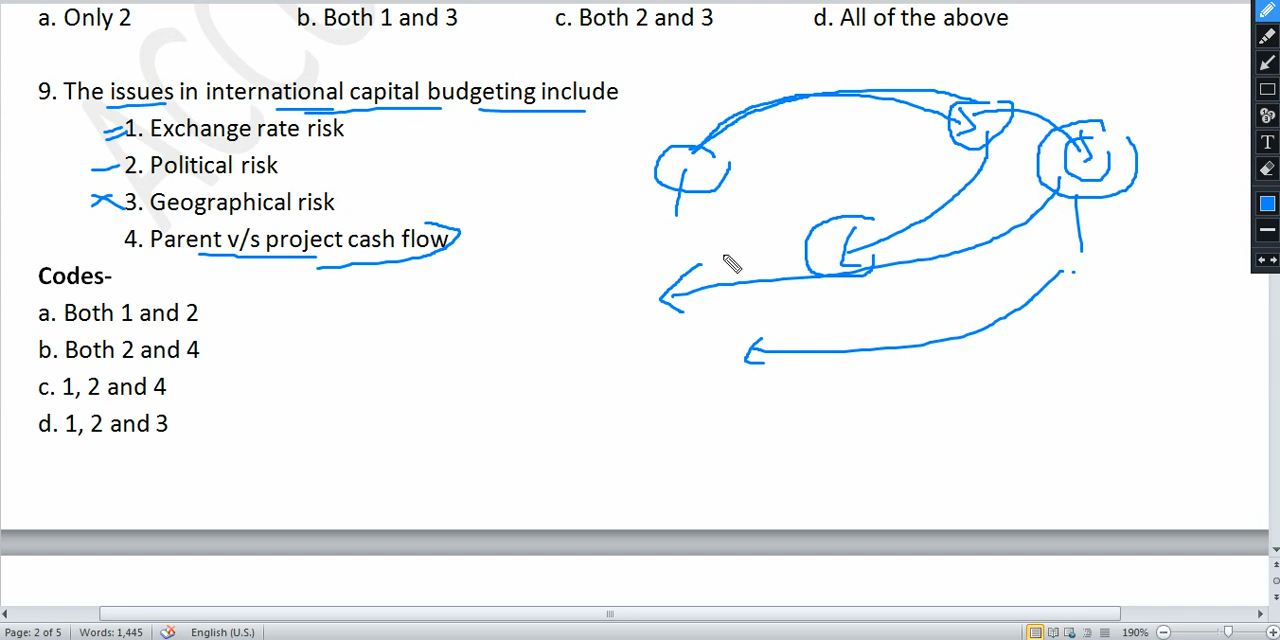 a. Only 2 b. Both 1 and 3 c. Both 2 and 3 d. All of the above
9. The issues in international capital budgeting include
1. Exchange rate risk
2. Political risk
3. Geographical risk
4. Parent v/s project cash flow
Codes-
a. Both 1 and 2
b. Both 2 and 4
c. 1, 2 and 4
d. 1, 2 and 3
Page: 2 of 5 Words: 1,445 English (U.S.) 190%